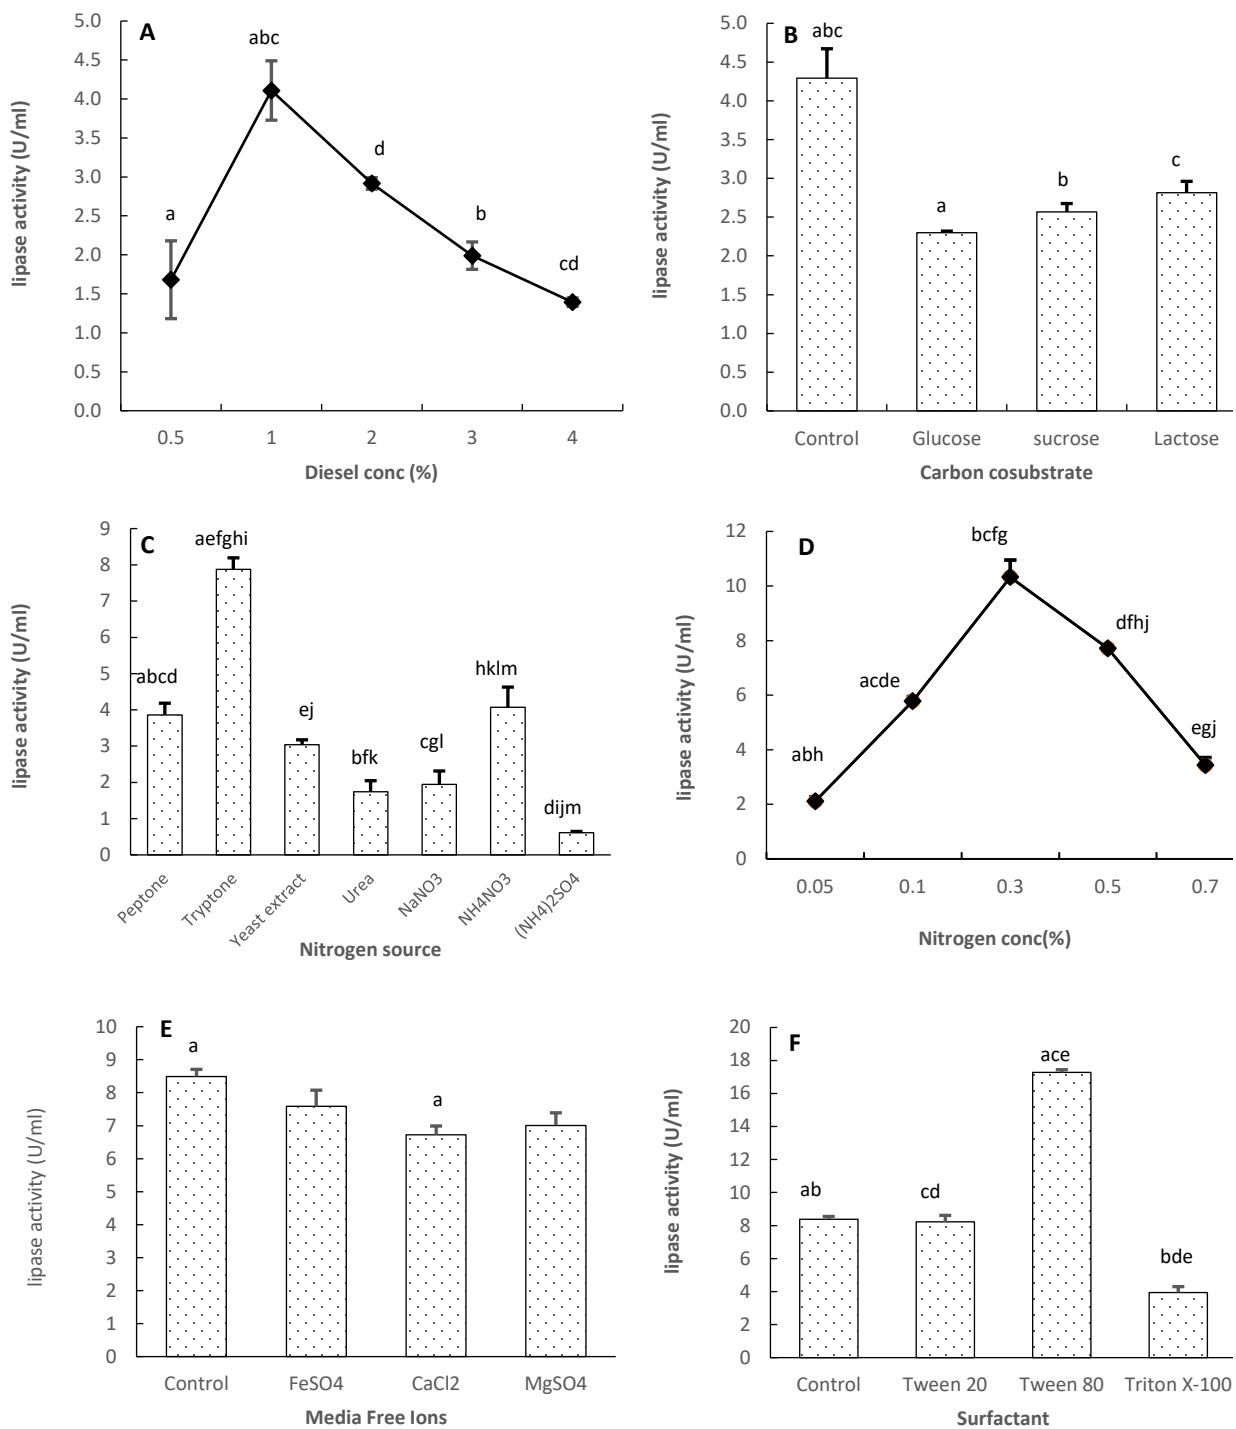 A
lipase activity (U/ml)
5.0
4.5
4.0
3.5
3.0
2.5
2.0
1.5
1.0
0.5
0.0
a
abc
d
b
cd
0.5 1 2 3 4
Diesel conc (%)
B
lipase activity (U/ml)
5.0
4.5
4.0
3.5
3.0
2.5
2.0
1.5
1.0
0.5
0.0
abc
a
b
c
Control Glucose sucrose Lactose
Carbon cosubstrate
C
lipase activity (U/ml)
9
8
7
6
5
4
3
2
1
0
abcd
aefghi
ej
bfk
cgl
hklm
dijm
Peptone
Tryptone
Yeast extract
Urea
NaNO3
NH4NO3
(NH4)2SO4
Nitrogen source
D
lipase activity (U/ml)
12
10
8
6
4
2
0
abh
acde
bcfg
dfhj
egj
0.05 0.1 0.3 0.5 0.7
Nitrogen conc(%)
E
lipase activity (U/ml)
10
9
8
7
6
5
4
3
2
1
0
a
a
Control FeSO4 CaCl2 MgSO4
Media Free Ions
F
lipase activity (U/ml)
20
18
16
14
12
10
8
6
4
2
0
ab
cd
ace
bde
Control Tween 20 Tween 80 Triton X-100
Surfactant